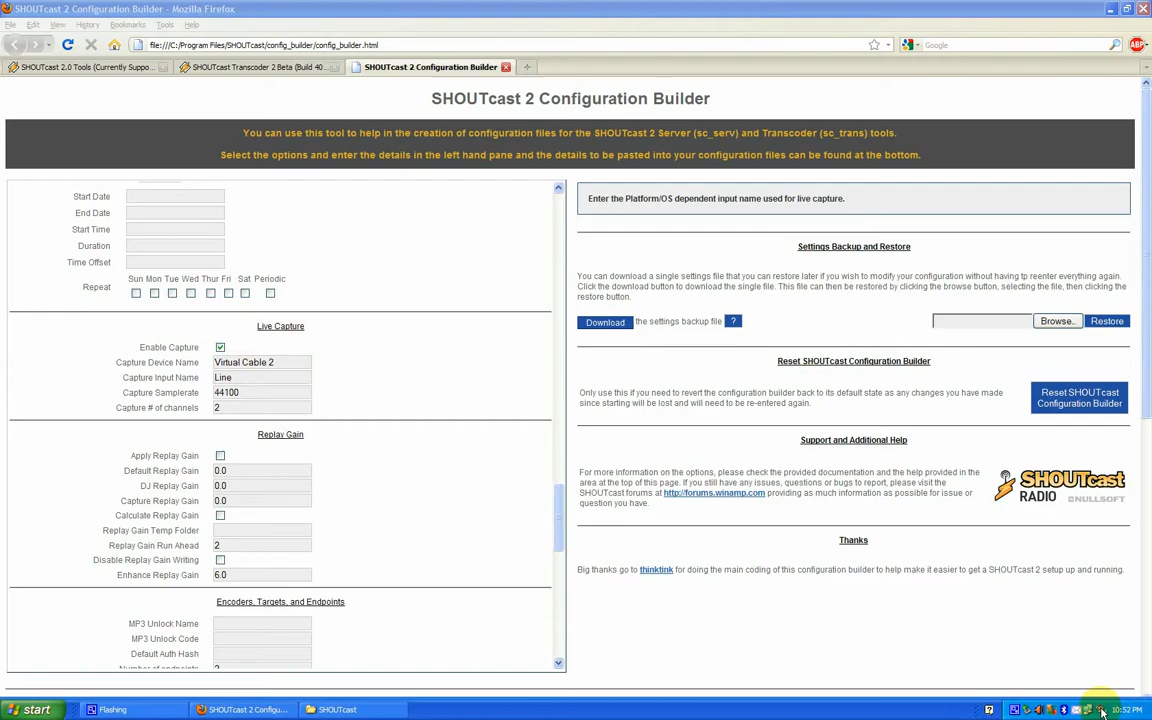 SHOUTcast 2 Configuration Builder - Mozilla Firefox
File Edit View History Bookmarks Tools Help
file:///C:/Program Files/SHOUTcast/config_builder/config_builder.html
Google
ABP
SHOUTcast 2.0 Tools (Currently Suppo...
SHOUTcast Transcoder 2 Beta (Build 40...
SHOUTcast 2 Configuration Builder
SHOUTcast 2 Configuration Builder
You can use this tool to help in the creation of configuration files for the SHOUTcast 2 Server (sc_serv) and Transcoder (sc_trans) tools.
Select the options and enter the details in the left hand pane and the details to be pasted into your configuration files can be found at the bottom.
Start Date
End Date
Start Time
Duration
Time Offset
Sun Mon Tue Wed Thur Fri Sat Periodic
Repeat
Live Capture
Enable Capture
Capture Device Name Virtual Cable 2
Capture Input Name Line
Capture Samplerate 44100
Capture # of channels 2
Replay Gain
Apply Replay Gain
Default Replay Gain 0.0
DJ Replay Gain 0.0
Capture Replay Gain 0.0
Calculate Replay Gain
Replay Gain Temp Folder
Replay Gain Run Ahead 2
Disable Replay Gain Writing
Enhance Replay Gain 6.0
Encoders, Targets, and Endpoints
MP3 Unlock Name
MP3 Unlock Code
Default Auth Hash
Number of endpoints 2
Enter the Platform/OS dependent input name used for live capture.
Settings Backup and Restore
You can download a single settings file that you can restore later if you wish to modify your configuration without having tp reenter everything again.
Click the download button to download the single file. This file can then be restored by clicking the browse button, selecting the file, then clicking the
restore button.
Download the settings backup file ? Browse... Restore
Reset SHOUTcast Configuration Builder
Only use this if you need to revert the configuration builder back to its default state as any changes you have made
since starting will be lost and will need to be re-entered again.
Reset SHOUTcast
Configuration Builder
Support and Additional Help
For more information on the options, please check the provided documentation and the help provided in the
area at the top of this page. If you still have any issues, questions or bugs to report, please visit the
SHOUTcast forums at http://forums.winamp.com providing as much information as possible for issue or
question you have.
SHOUTcast
RADIO NULLSOFT
Thanks
Big thanks go to thinktink for doing the main coding of this configuration builder to help make it easier to get a SHOUTcast 2 setup up and running.
start Flashing SHOUTcast 2 Configu... SHOUTcast 10:52 PM